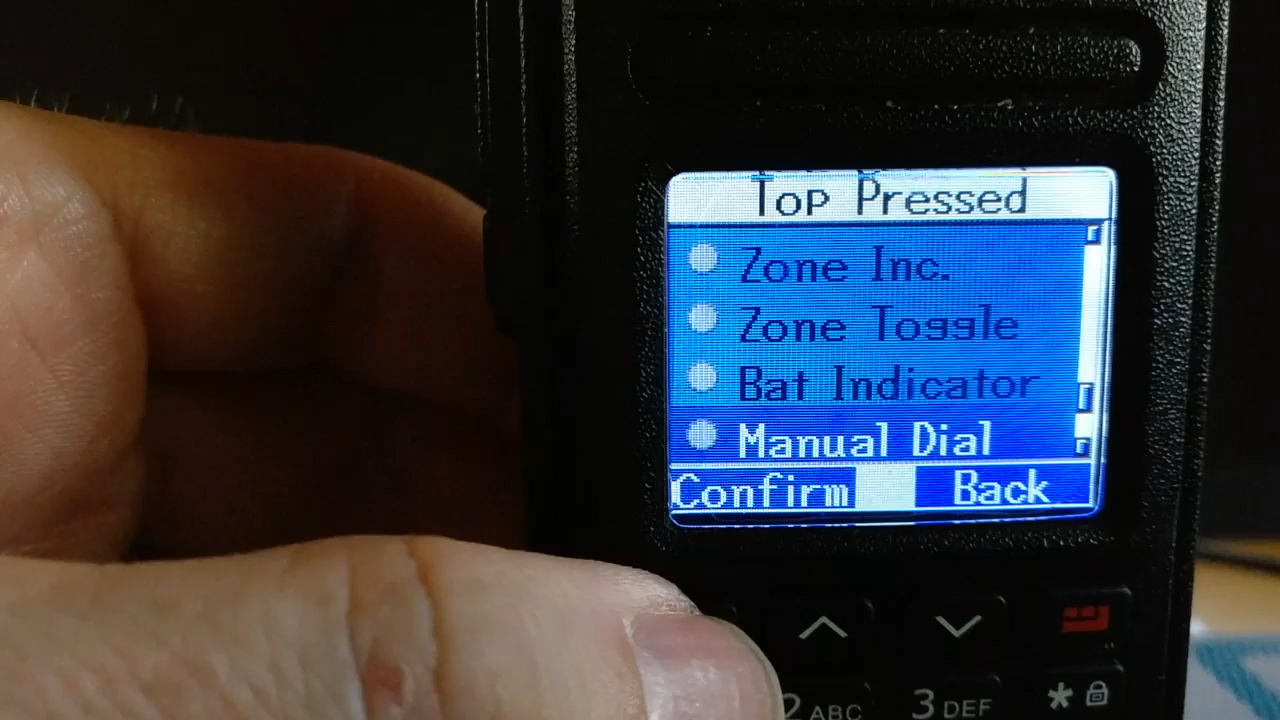 Top Pressed
Zone Inc.
Zone Toggle
Bat Indicator
Manual Dial
Confirm Back
2 ABC 3 DEF *